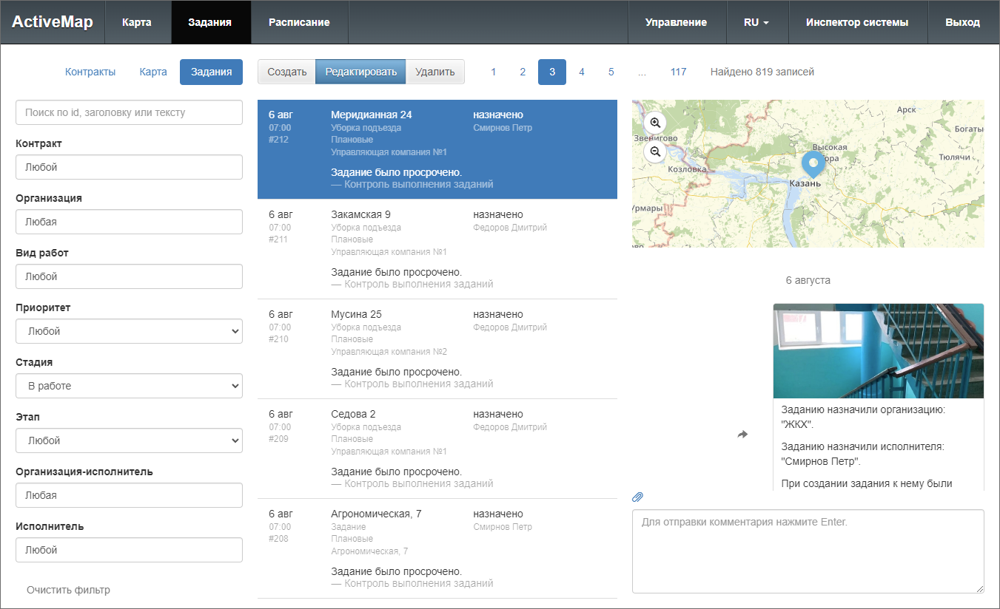 ActiveMap
Карта
Задания
Расписание
Управление
RU
Инспектор системы
Выход
Контракты
Карта
Задания
Создать
Редактировать
Удалить
1
2
3
4
5
...
117
Найдено 819 записей
Поиск по id, заголовку или тексту
Контракт
Любой
Организация
Любая
Вид работ
Любой
Приоритет
Любой
Стадия
В работе
Этап
Любой
Организация-исполнитель
Любая
Исполнитель
Любой
Очистить фильтр
6 авг
07:00
#212
Меридианная 24
Уборка подъезда
Плановые
Управляющая компания №1
назначено
Смирнов Петр
Задание было просрочено.
— Контроль выполнения заданий
6 авг
07:00
#211
Закамская 9
Уборка подъезда
Плановые
Управляющая компания №1
назначено
Федоров Дмитрий
Задание было просрочено.
— Контроль выполнения заданий
6 авг
07:00
#210
Мусина 25
Уборка подъезда
Плановые
Управляющая компания №2
назначено
Федоров Дмитрий
Задание было просрочено.
— Контроль выполнения заданий
6 авг
07:00
#209
Седова 2
Уборка подъезда
Плановые
Управляющая компания №1
назначено
Федоров Дмитрий
Задание было просрочено.
— Контроль выполнения заданий
6 авг
07:00
#208
Агрономическая, 7
Задание
Плановые
Агрономическая, 7
назначено
Смирнов Петр
Задание было просрочено.
— Контроль выполнения заданий
Арск
Богаты
Звенигово
Высокая
ора
Тюлячи
Козловка
Казань
Урмары
во
6 августа
Заданию назначили организацию:
"ЖКХ".
Заданию назначили исполнителя:
"Смирнов Петр".
При создании задания к нему были
Для отправки комментария нажмите Enter.